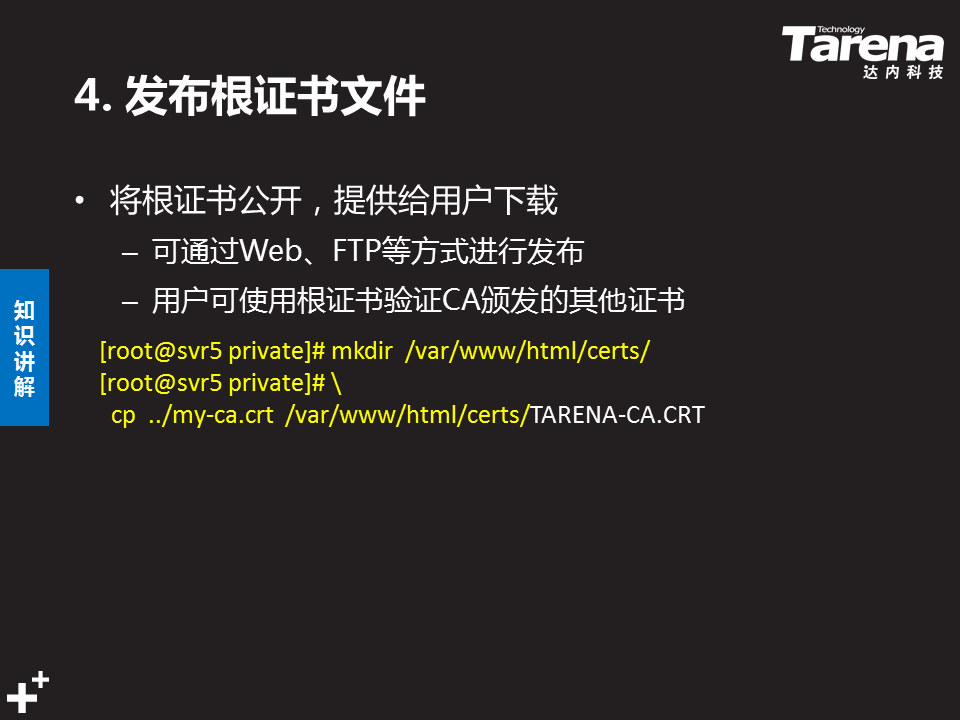 Technology
Tarena
达内科技
4. 发布根证书文件
• 将根证书公开，提供给用户下载
– 可通过Web、FTP等方式进行发布
– 用户可使用根证书验证CA颁发的其他证书
知识讲解
[root@svr5 private]# mkdir  /var/www/html/certs/
[root@svr5 private]# \
cp  ../my-ca.crt  /var/www/html/certs/TARENA-CA.CRT